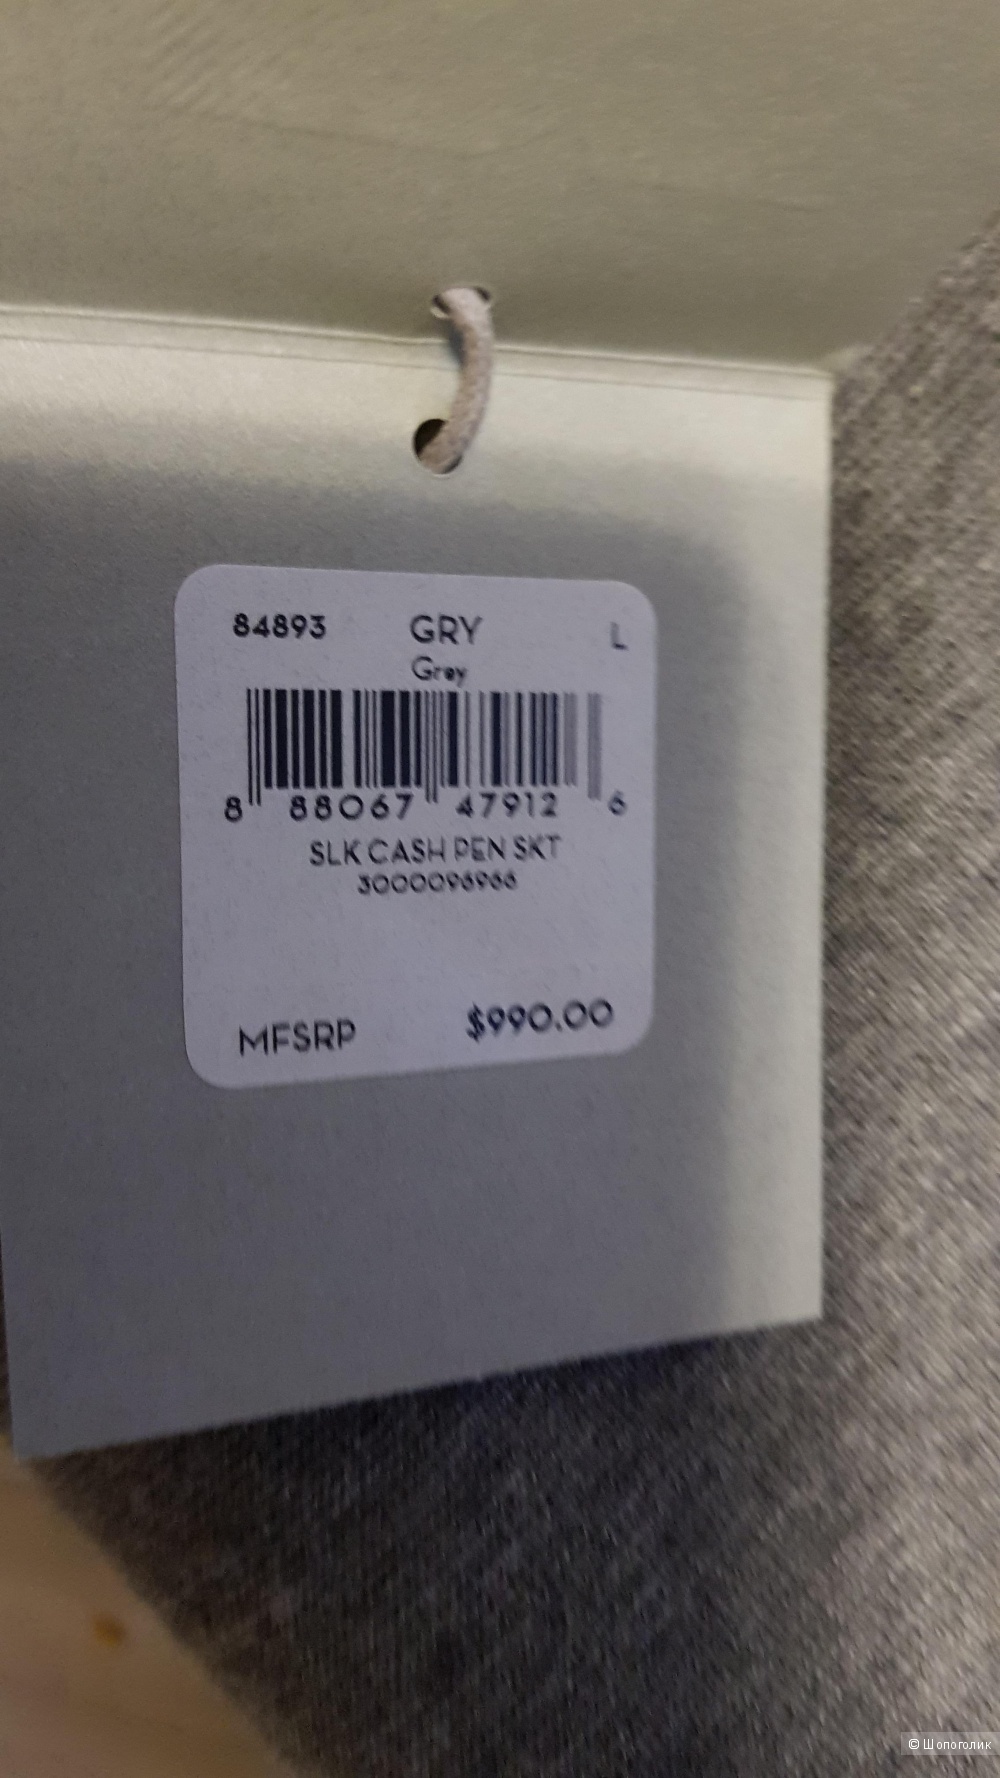 84893 GRY L
Grey
8 88067 47912 6
SLK CASH PEN SKT
3000096966
MFSRP $990.00
© Шопоголик